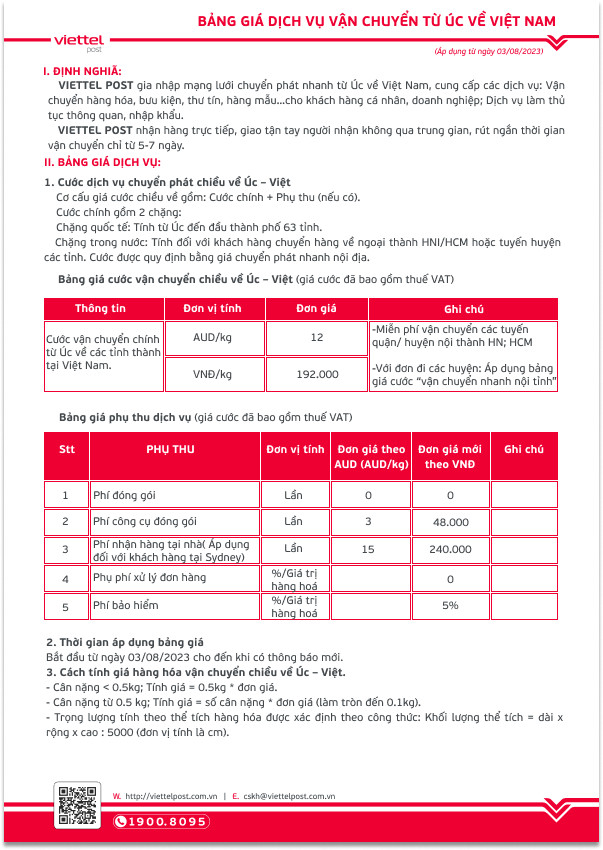 BẢNG GIÁ DỊCH VỤ VẬN CHUYỂN TỪ ÚC VỀ VIỆT NAM
viettel
post
(Áp dụng từ ngày 03/08/2023)
I. ĐỊNH NGHIÃ:
VIETTEL POST gia nhập mạng lưới chuyển phát nhanh từ Úc về Việt Nam, cung cấp các dịch vụ: Vận
chuyển hàng hóa, bưu kiện, thư tín, hàng mẫu...cho khách hàng cá nhân, doanh nghiệp; Dịch vụ làm thủ
tục thông quan, nhập khẩu.
VIETTEL POST nhận hàng trực tiếp, giao tận tay người nhận không qua trung gian, rút ngắn thời gian
vận chuyển chỉ từ 5-7 ngày.
II. BẢNG GIÁ DỊCH VỤ:
1. Cước dịch vụ chuyển phát chiều về Úc – Việt
Cơ cấu giá cước chiều về gồm: Cước chính + Phụ thu (nếu có).
Cước chính gồm 2 chặng:
Chặng quốc tế: Tính từ Úc đến đầu thành phố 63 tỉnh.
Chặng trong nước: Tính đối với khách hàng chuyển hàng về ngoại thành HNI/HCM hoặc tuyến huyện
các tỉnh. Cước được quy định bằng giá chuyển phát nhanh nội địa.
Bảng giá cước vận chuyển chiều về Úc – Việt (giá cước đã bao gồm thuế VAT)
Thông tin Đơn vị tính Đơn giá Ghi chú
Cước vận chuyển chính
từ Úc về các tỉnh thành
tại Việt Nam.
AUD/kg 12
VNĐ/kg 192.000
-Miễn phí vận chuyển các tuyến
quận/ huyện nội thành HN; HCM
-Với đơn đi các huyện: Áp dụng bảng
giá cước “vận chuyển nhanh nội tỉnh”
Bảng giá phụ thu dịch vụ (giá cước đã bao gồm thuế VAT)
Stt PHỤ THU Đơn vị tính Đơn giá theo AUD (AUD/kg) Đơn giá mới theo VNĐ Ghi chú
1 Phí đóng gói Lần 0 0
2 Phí công cụ đóng gói Lần 3 48.000
3 Phí nhận hàng tại nhà( Áp dụng đối với khách hàng tại Sydney) Lần 15 240.000
4 Phụ phí xử lý đơn hàng %/Giá trị hàng hoá 0
5 Phí bảo hiểm %/Giá trị hàng hoá 5%
2. Thời gian áp dụng bảng giá
Bắt đầu từ ngày 03/08/2023 cho đến khi có thông báo mới.
3. Cách tính giá hàng hóa vận chuyển chiều về Úc – Việt.
- Cân nặng < 0.5kg; Tính giá = 0.5kg * đơn giá.
- Cân nặng từ 0.5 kg; Tính giá = số cân nặng * đơn giá (làm tròn đến 0.1kg).
- Trọng lượng tính theo thể tích hàng hóa được xác định theo công thức: Khối lượng thể tích = dài x
rộng x cao : 5000 (đơn vị tính là cm).
W. http://viettelpost.com.vn | E. cskh@viettelpost.com.vn
1900.8095